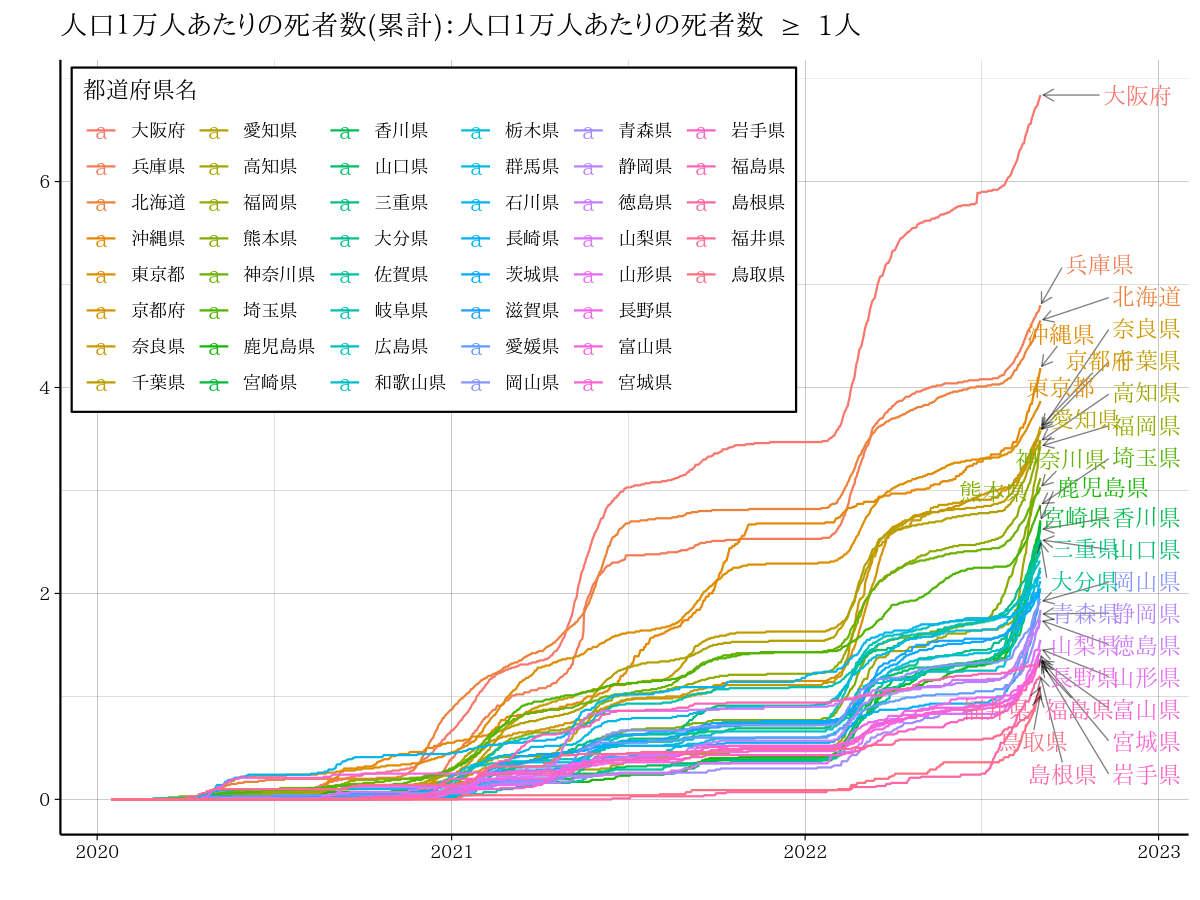 人口1万人あたりの死者数(累計): 人口1万人あたりの死者数 ≥ 1人
都道府県名
a 大阪府 a 愛知県 a 香川県 a 栃木県 a 青森県 a 岩手県
a 兵庫県 a 高知県 a 山口県 a 群馬県 a 静岡県 a 福島県
a 北海道 a 福岡県 a 三重県 a 石川県 a 徳島県 a 島根県
a 沖縄県 a 熊本県 a 大分県 a 長崎県 a 山梨県 a 福井県
a 東京都 a 神奈川県 a 佐賀県 a 茨城県 a 山形県 a 鳥取県
a 京都府 a 埼玉県 a 岐阜県 a 滋賀県 a 長野県
a 奈良県 a 鹿児島県 a 広島県 a 愛媛県 a 富山県
a 千葉県 a 宮崎県 a 和歌山県 a 岡山県 a 宮城県
大阪府
兵庫県
北海道
沖縄県 奈良県
京都府 千葉県
東京都 高知県
愛知県 福岡県
神奈川県 埼玉県
熊本県 鹿児島県
宮崎県 香川県
三重県 山口県
大分県 岡山県
青森県 静岡県
山梨県 徳島県
長野県 山形県
福井県 福島県 富山県
鳥取県 宮城県
島根県 岩手県
6
4
2
0
2020 2021 2022 2023